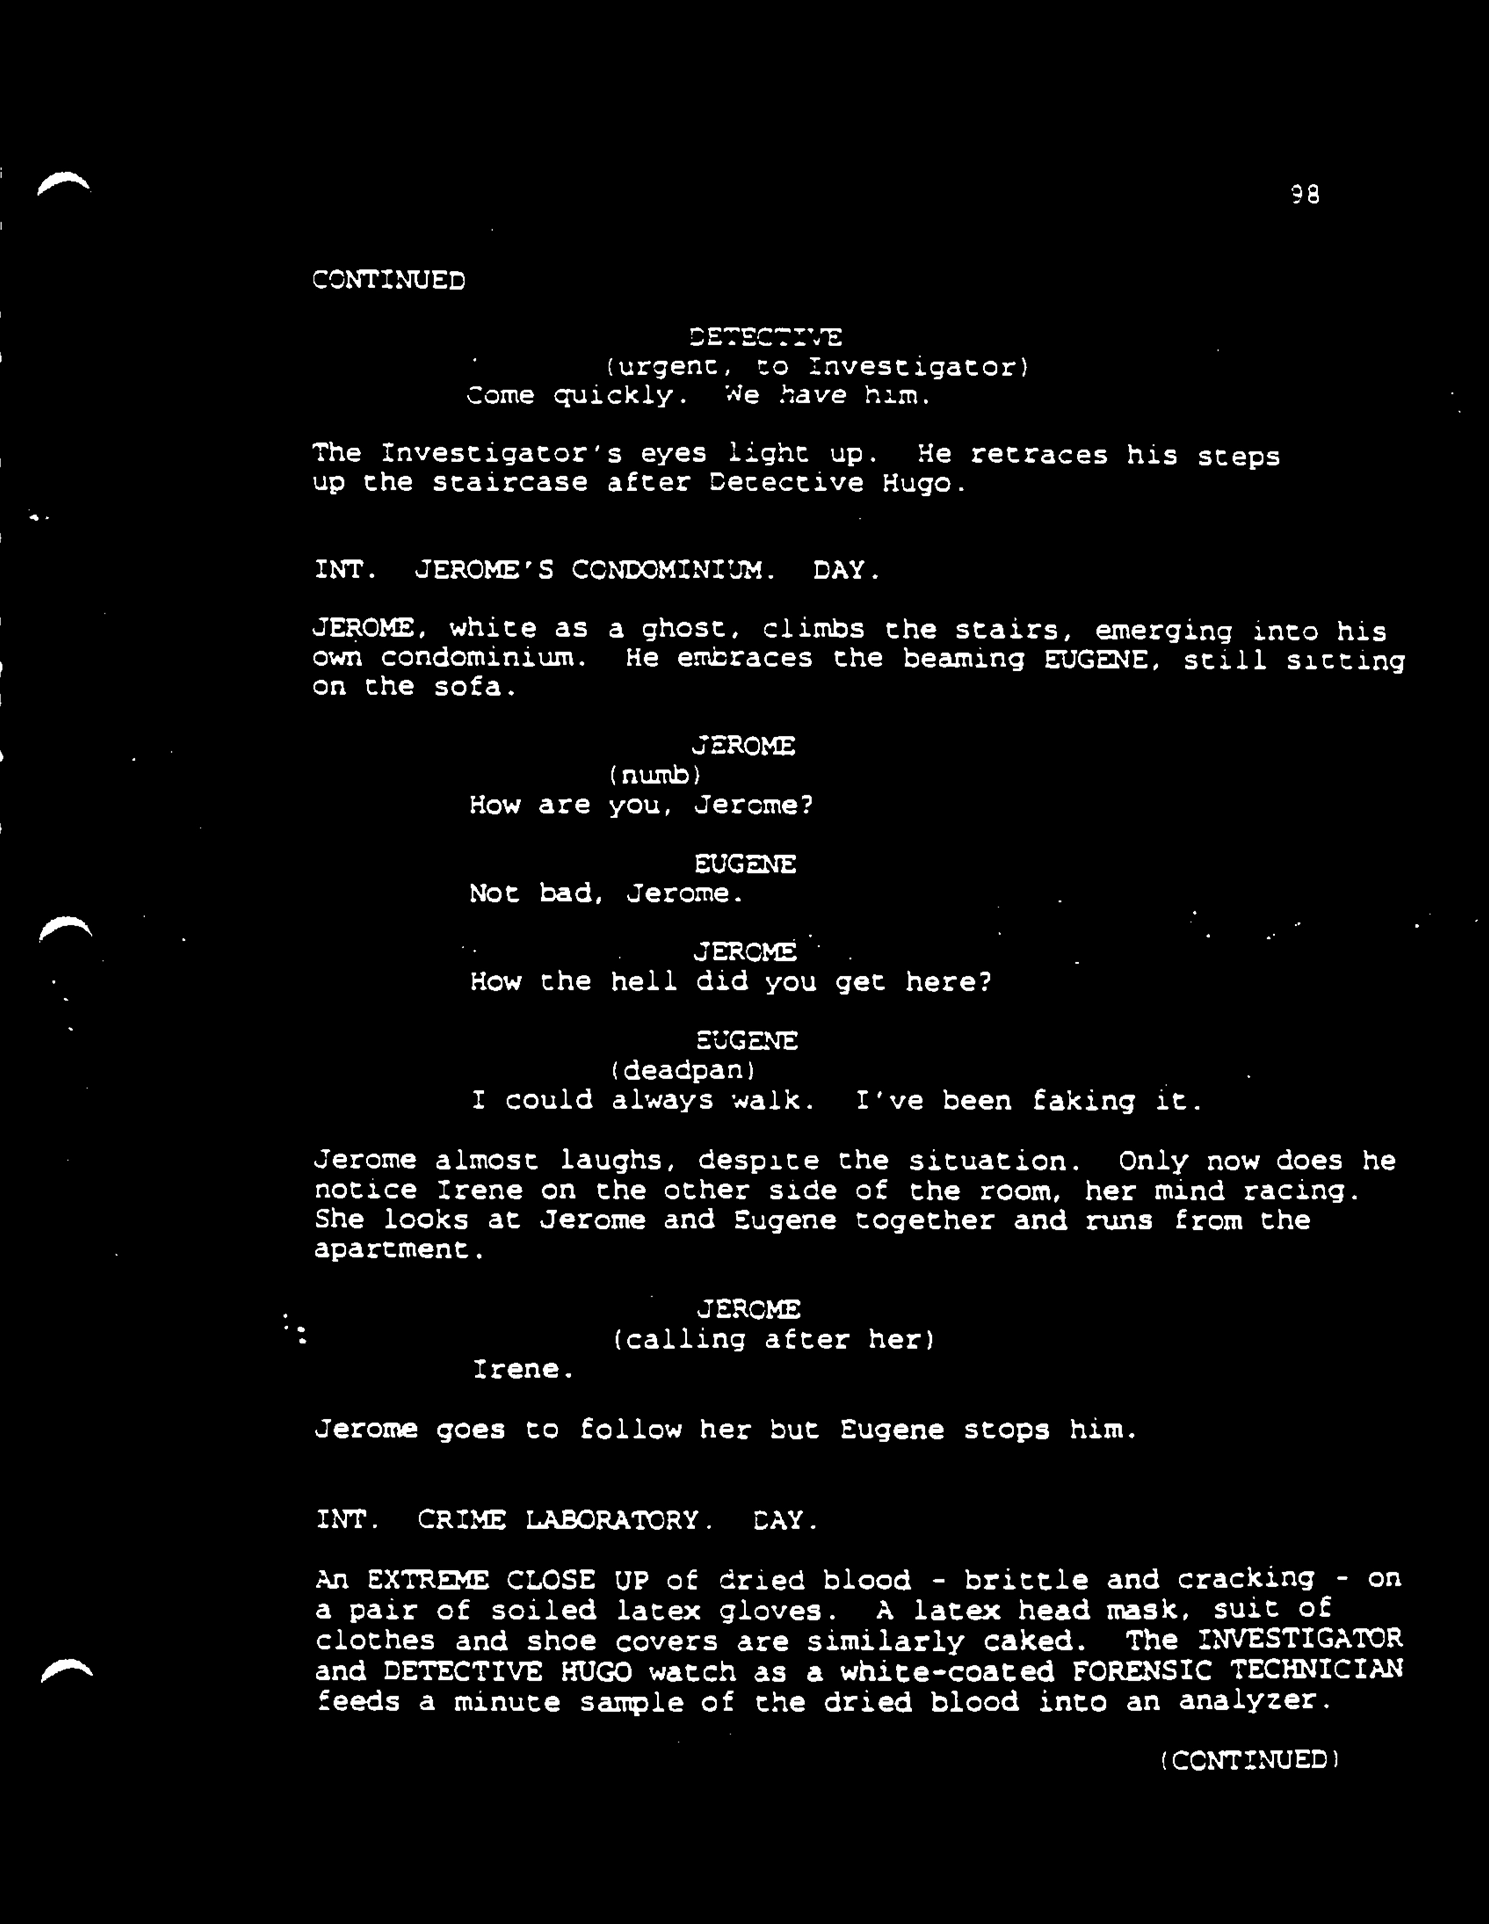 98
CONTINUED
DETECTIVE
(urgent, to Investigator)
Come quickly. We have him.
The Investigator's eyes light up. He retraces his steps
up the staircase after Detective Hugo.
INT. JEROME'S CONDOMINIUM. DAY.
JEROME, white as a ghost, climbs the stairs, emerging into his
own condominium. He embraces the beaming EUGENE, still sitting
on the sofa.
JEROME
(numb)
How are you, Jerome?
EUGENE
Not bad, Jerome.
JEROME
How the hell did you get here?
EUGENE
(deadpan)
I could always walk. I've been faking it.
Jerome almost laughs, despite the situation. Only now does he
notice Irene on the other side of the room, her mind racing.
She looks at Jerome and Eugene together and runs from the
apartment.
JEROME
(calling after her)
Irene.
Jerome goes to follow her but Eugene stops him.
INT. CRIME LABORATORY. DAY.
An EXTREME CLOSE UP of dried blood - brittle and cracking - on
a pair of soiled latex gloves. A latex head mask, suit of
clothes and shoe covers are similarly caked. The INVESTIGATOR
and DETECTIVE HUGO watch as a white-coated FORENSIC TECHNICIAN
feeds a minute sample of the dried blood into an analyzer.
(CONTINUED)